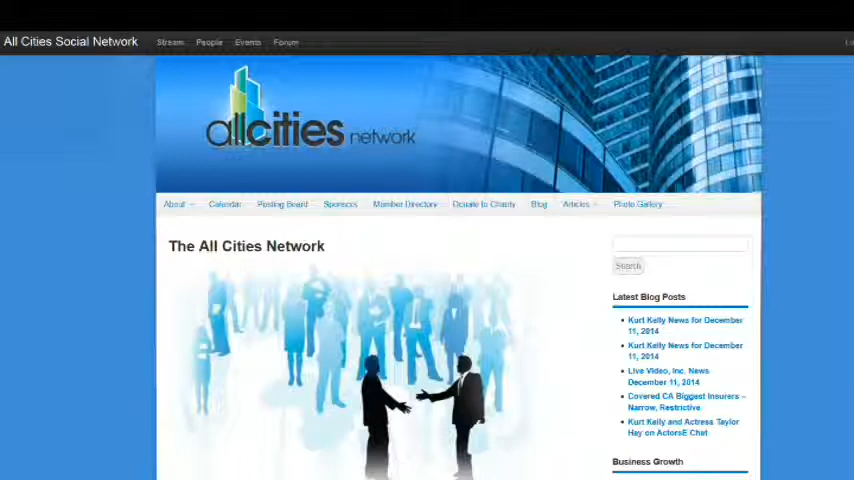 All Cities Social Network Stream People Events Forum
allcities network
About Calendar Posting Board Sponsors Member Directory Donate to Charity Blog Articles Photo Gallery
The All Cities Network
Search
Latest Blog Posts
Kurt Kelly News for December
11, 2014
Kurt Kelly News for December
11, 2014
Live Video, Inc. News
December 11, 2014
Covered CA Biggest Insurers –
Narrow, Restrictive
Kurt Kelly and Actress Taylor
Hay on ActorsE Chat
Business Growth